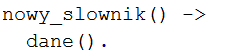 nowy_slownik() ->
  dane().